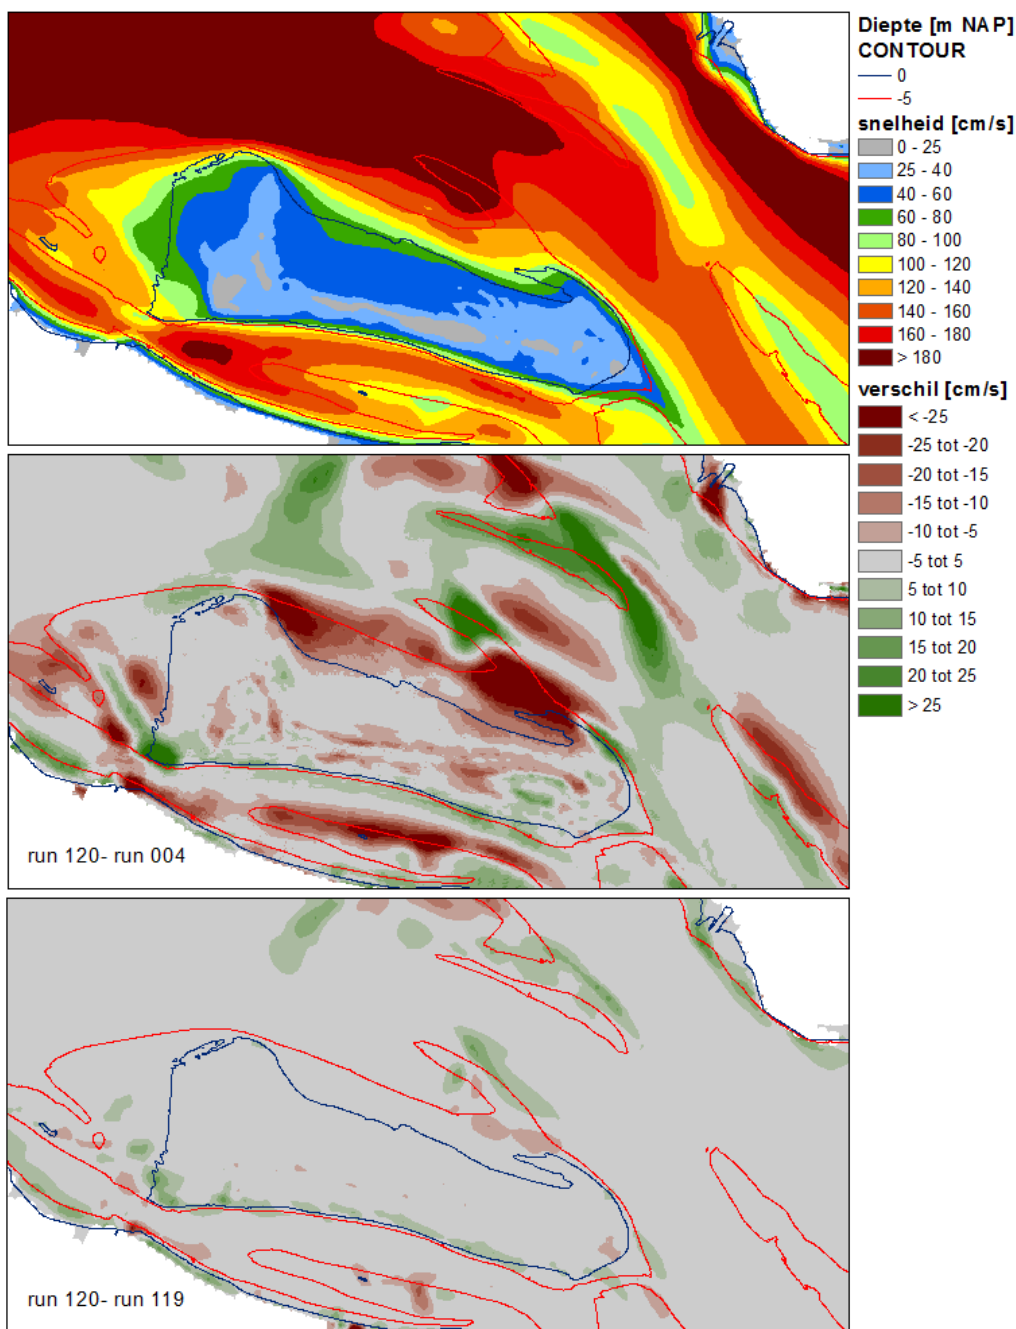 Diepte [m NAP]
CONTOUR
0
-5
snelheid [cm/s]
0 - 25
25 - 40
40 - 60
60 - 80
80 - 100
100 - 120
120 - 140
140 - 160
160 - 180
> 180
verschil [cm/s]
< -25
-25 tot -20
-20 tot -15
-15 tot -10
-10 tot -5
-5 tot 5
5 tot 10
10 tot 15
15 tot 20
20 tot 25
> 25
run 120- run 004
run 120- run 119